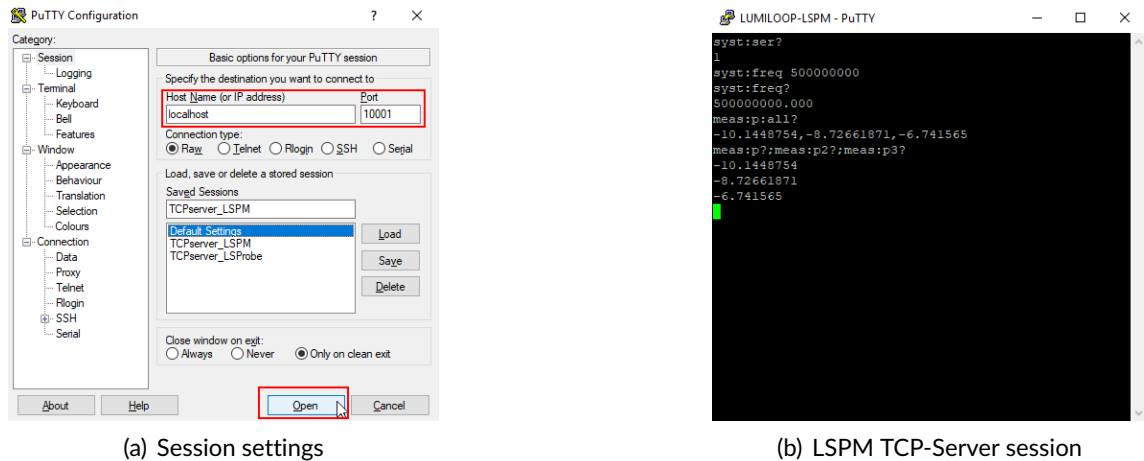 PuTTY Configuration ? ×
Category:
Session
Logging
Terminal
Keyboard
Bell
Features
Window
Appearance
Behaviour
Translation
Selection
Colours
Connection
Data
Proxy
Telnet
Rlogin
SSH
Serial
Basic options for your PuTTY session
Specify the destination you want to connect to
Host Name (or IP address) Port
localhost 10001
Connection type:
Raw Telnet Rlogin SSH Serial
Load, save or delete a stored session
Saved Sessions
TCPserver_LSPM
Default Settings
TCPserver_LSPM
TCPserver_LSProbe
Load
Save
Delete
Close window on exit:
Always Never Only on clean exit
About Help Open Cancel
(a) Session settings
LUMILOOP-LSPM - PuTTY
syst:ser?
1
syst:freq 500000000
syst:freq?
500000000.000
meas:p:all?
-10.1448754,-8.72661871,-6.741565
meas:p?;meas:p2?;meas:p3?
-10.1448754
-8.72661871
-6.741565
(b) LSPM TCP-Server session